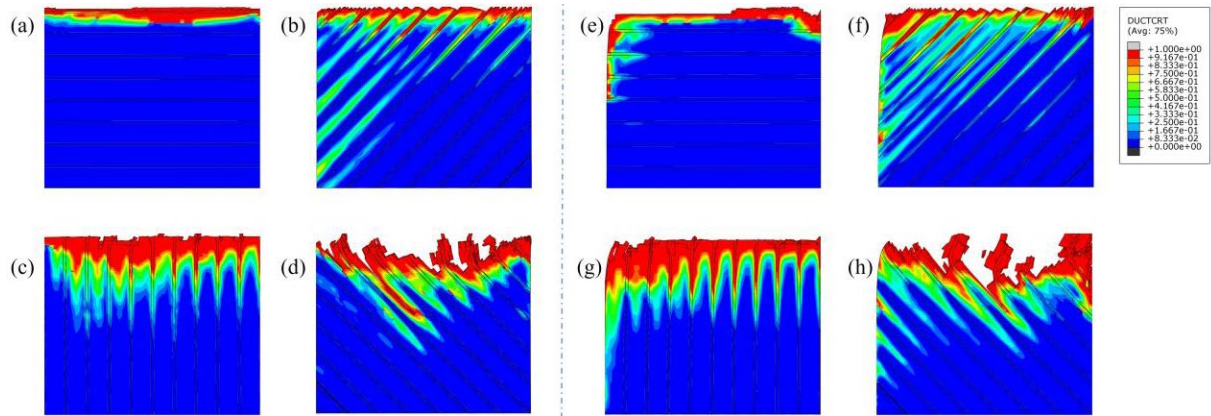 (a)
(b)
(e)
(f)
DUCTCRT
(Avg: 75%)
+1.000e+00
+9.167e-01
+8.333e-01
+7.500e-01
+6.667e-01
+5.833e-01
+5.000e-01
+4.167e-01
+3.333e-01
+2.500e-01
+1.667e-01
+8.333e-02
+0.000e+00
(c)
(d)
(g)
(h)